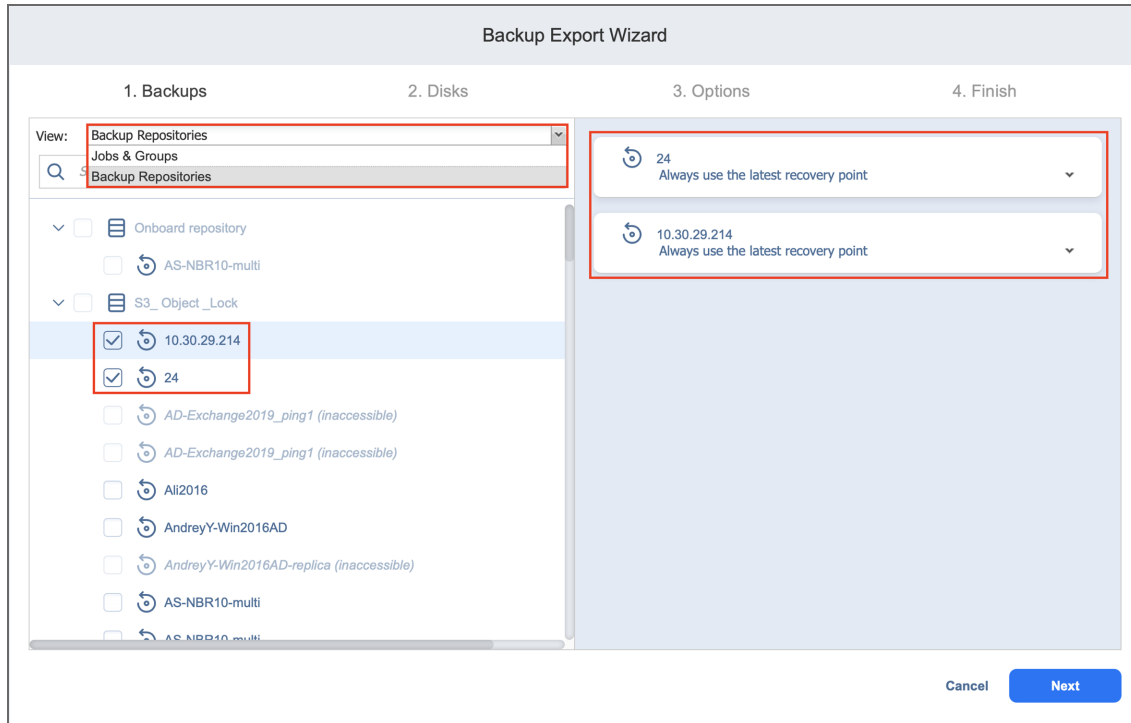 Backup Export Wizard
1. Backups
2. Disks
3. Options
4. Finish
View:
Backup Repositories
Jobs & Groups
Backup Repositories
Onboard repository
AS-NBR10-multi
S3_ Object _Lock
10.30.29.214
24
AD-Exchange2019_ping1 (inaccessible)
AD-Exchange2019_ping1 (inaccessible)
Ali2016
AndreyY-Win2016AD
AndreyY-Win2016AD-replica (inaccessible)
AS-NBR10-multi
AS-NBR10-multi
24
Always use the latest recovery point
10.30.29.214
Always use the latest recovery point
Cancel
Next